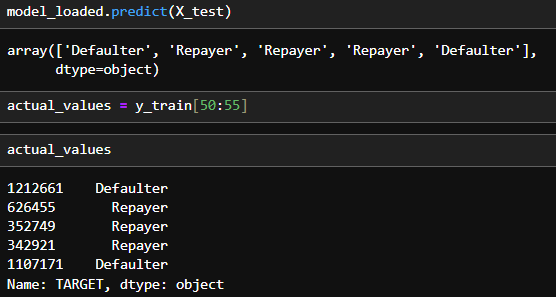 model_loaded.predict(X_test)
array(['Defaulter', 'Repayer', 'Repayer', 'Repayer', 'Defaulter'],
      dtype=object)
actual_values = y_train[50:55]
actual_values
1212661    Defaulter
626455       Repayer
352749       Repayer
342921       Repayer
1107171    Defaulter
Name: TARGET, dtype: object